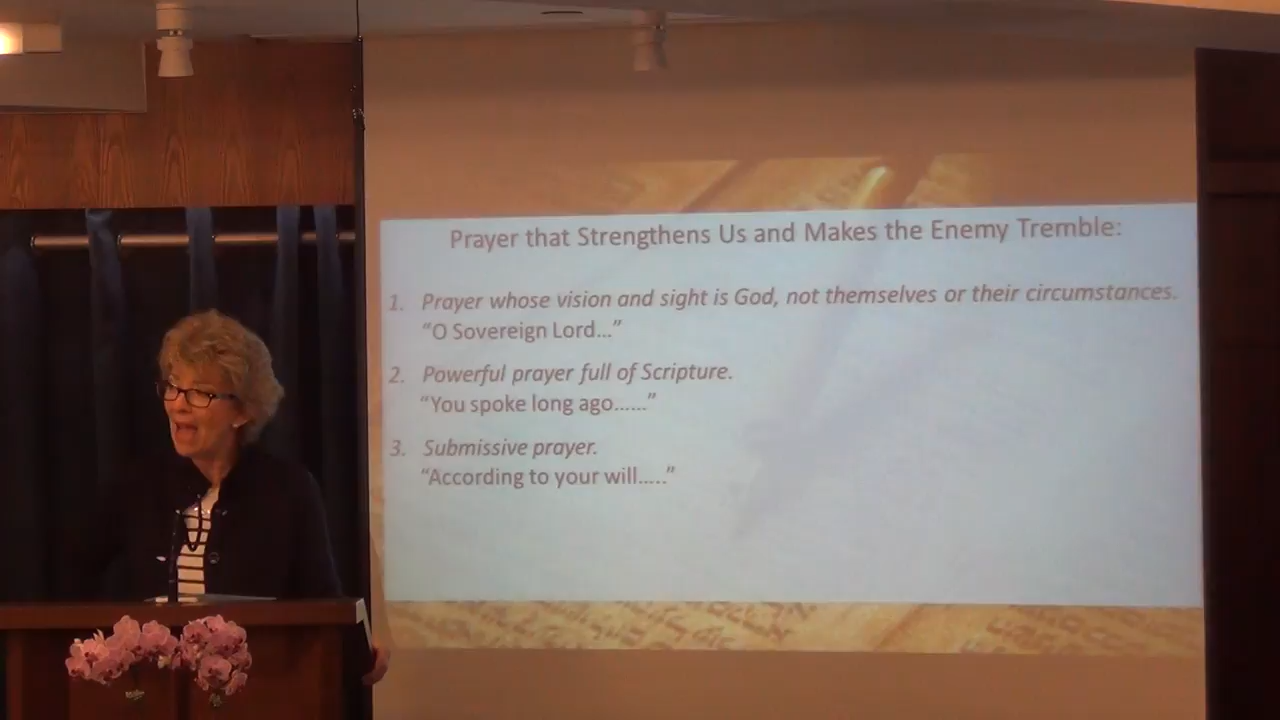 Prayer that Strengthens Us and Makes the Enemy Tremble:
1. Prayer whose vision and sight is God, not themselves or their circumstances.
“O Sovereign Lord...”
2. Powerful prayer full of Scripture.
“You spoke long ago......”
3. Submissive prayer.
“According to your will.....”